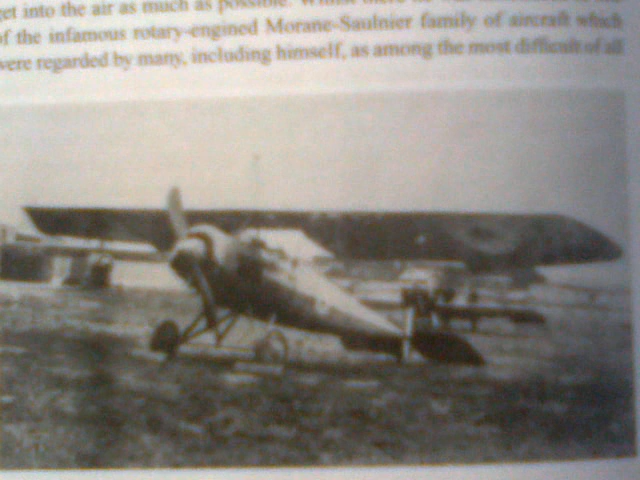 get into the air as much as possible. Whilst there
of the infamous rotary-engined Morane-Saulnier family of aircraft which
were regarded by many, including himself, as among the most difficult of all